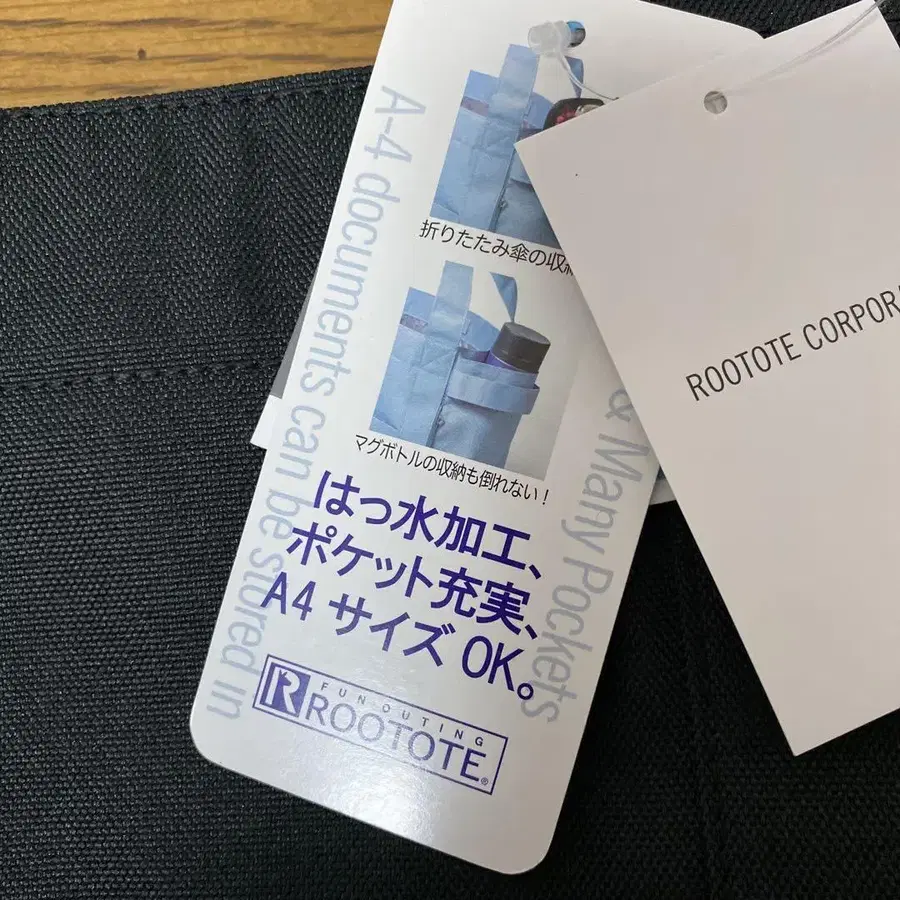 A-4 documents can be stored in
折りたたみ傘の収納
マグボトルの収納も倒れない！
& Many Pockets
はっ水加工、
ポケット充実、
A4 サイズ OK。
R
FUN OUTING
ROOTOTE®
ROOTOTE